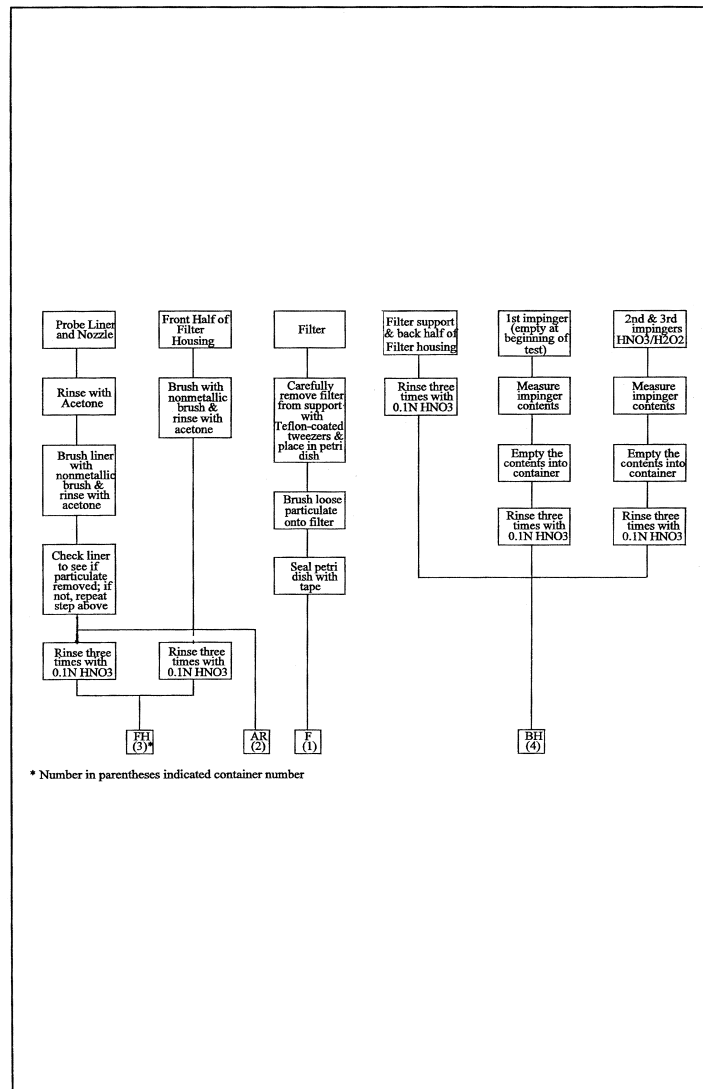 Probe Liner
and Nozzle
Rinse with
Acetone
Brush liner
with
nonmetallic
brush &
rinse with
acetone
Check liner
to see if
particulate
removed; if
not, repeat
step above
Rinse three
times with
0.1N HNO3
Front Half of
Filter
Housing
Brush with
nonmetallic
brush &
rinse with
acetone
Rinse three
times with
0.1N HNO3
FH
(3)*
AR
(2)
Filter
Carefully
remove filter
from support
with
Teflon-coated
tweezers &
place in petri
dish
Brush loose
particulate
onto filter
Seal petri
dish with
tape
F
(1)
Filter support
& back half of
Filter housing
Rinse three
times with
0.1N HNO3
1st impinger
(empty at
beginning of
test)
Measure
impinger
contents
Empty the
contents into
container
Rinse three
times with
0.1N HNO3
2nd & 3rd
impingers
HNO3/H2O2
Measure
impinger
contents
Empty the
contents into
container
Rinse three
times with
0.1N HNO3
BH
(4)
* Number in parentheses indicated container number